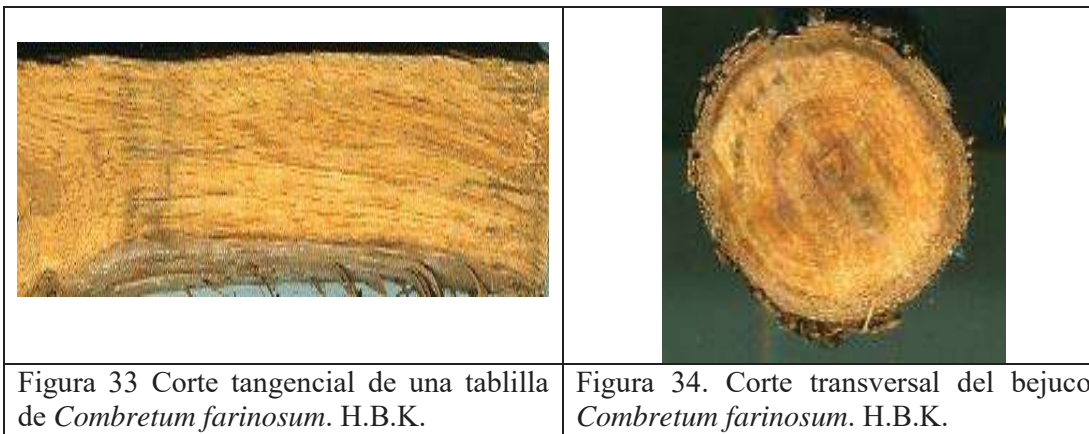 Figura 33 Corte tangencial de una tablilla
de Combretum farinosum. H.B.K.
Figura 34. Corte transversal del bejuco
Combretum farinosum. H.B.K.